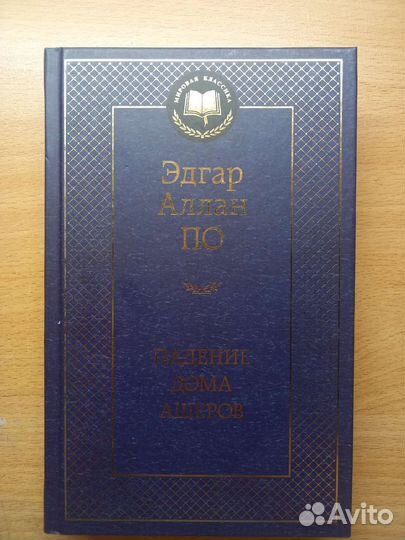 МИРОВАЯ КЛАССИКА
Эдгар
Аллан
ПО
ПАДЕНИЕ
ДОМА
АШЕРОВ
Avito